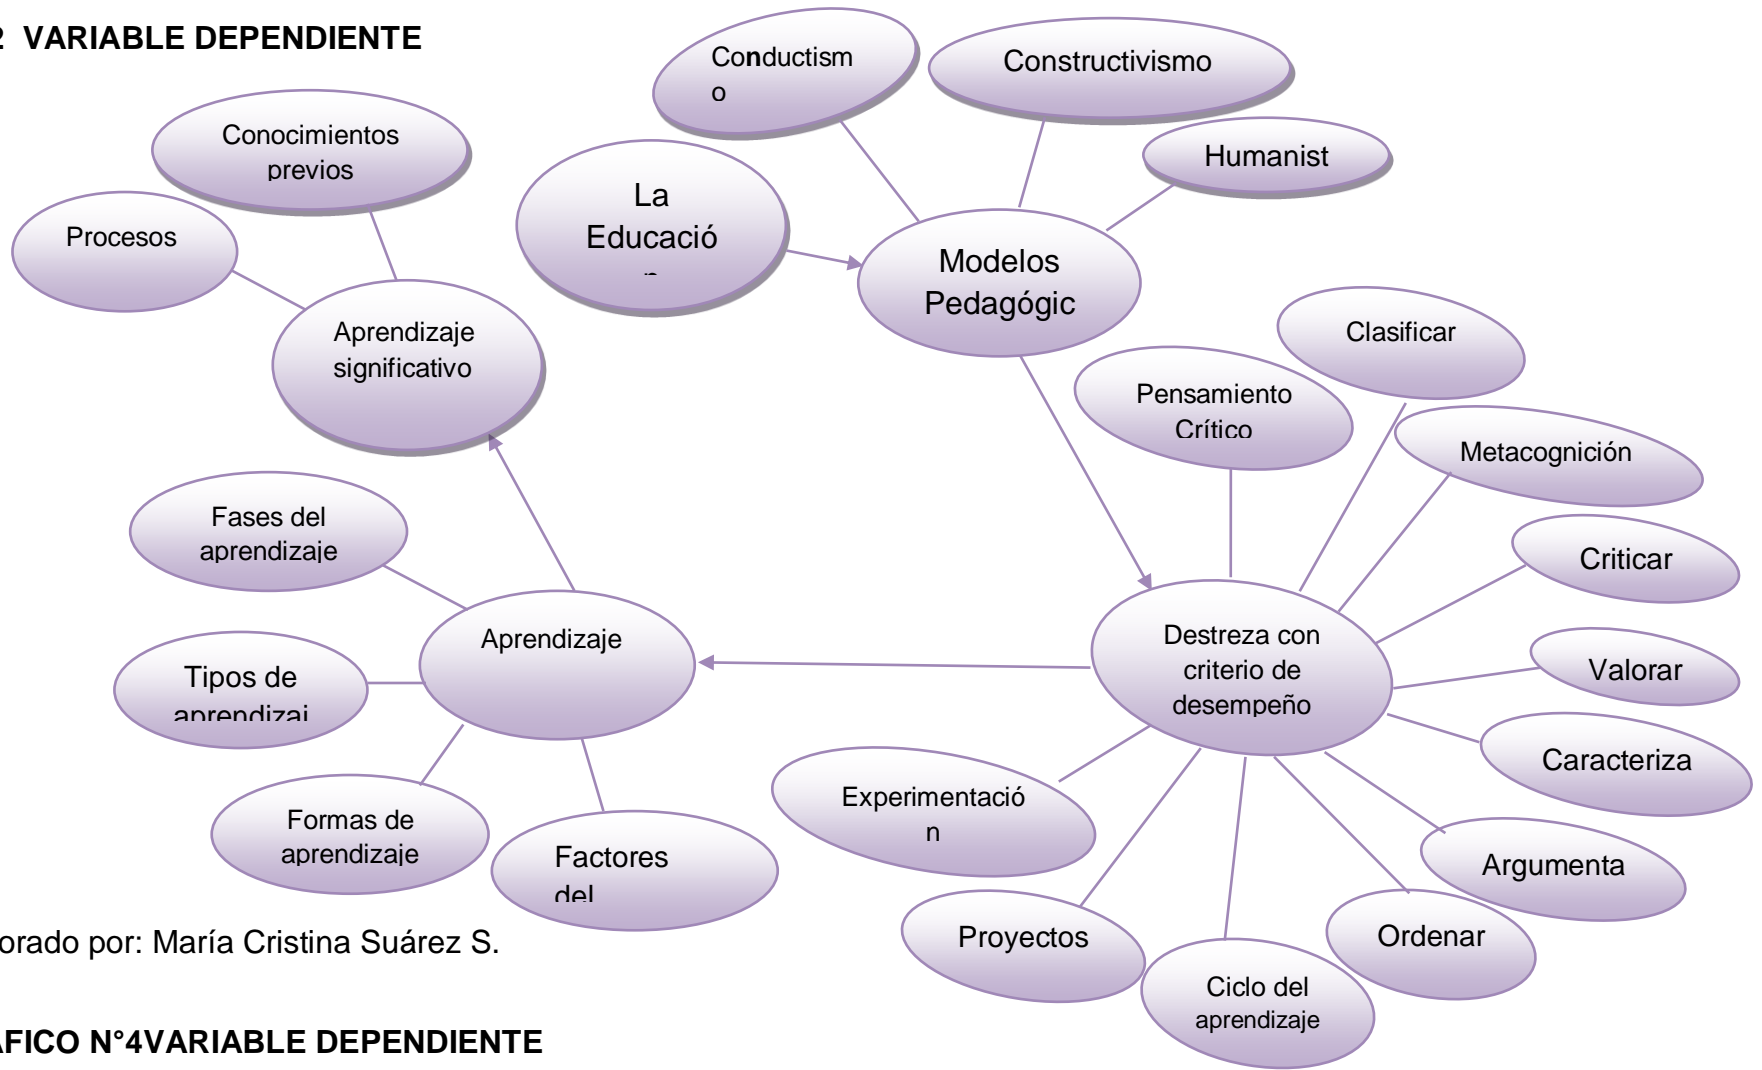 2 VARIABLE DEPENDIENTE
Conductism
o
Constructivismo
Humanist
La
Educació
Modelos
Pedagógic
Conocimientos
previos
Procesos
Aprendizaje
significativo
Clasificar
Pensamiento
Crítico
Metacognición
Criticar
Valorar
Caracteriza
Argumenta
Ordenar
Ciclo del
aprendizaje
Proyectos
Experimentació
n
Destreza con
criterio de
desempeño
Fases del
aprendizaje
Aprendizaje
Tipos de
aprendizaj
Formas de
aprendizaje
Factores
del
orado por: María Cristina Suárez S.
AFICO N°4VARIABLE DEPENDIENTE